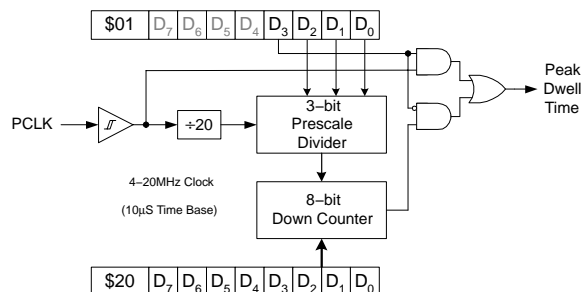 $01 D7 D6 D5 D4 D3 D2 D1 D0
Peak
Dwell
Time
PCLK
÷20
3–bit
Prescale
Divider
4–20MHz Clock
(10µS Time Base)
8–bit
Down Counter
$20 D7 D6 D5 D4 D3 D2 D1 D0